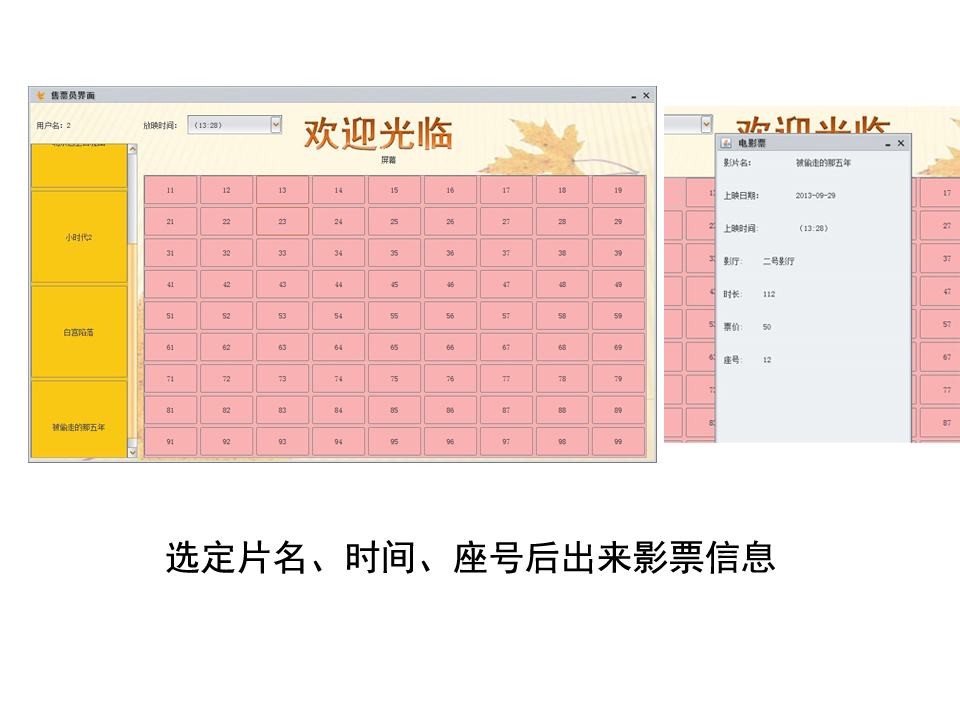 售票员界面
用户名: 2
放映时间: (13:28)
欢迎光临
屏幕
小时代2
白宫陷落
被偷走的那五年
11 12 13 14 15 16 17 18 19
21 22 23 24 25 26 27 28 29
31 32 33 34 35 36 37 38 39
41 42 43 44 45 46 47 48 49
51 52 53 54 55 56 57 58 59
61 62 63 64 65 66 67 68 69
71 72 73 74 75 76 77 78 79
81 82 83 84 85 86 87 88 89
91 92 93 94 95 96 97 98 99
欢迎光临
电影票
影片名: 被偷走的那五年
上映日期: 2013-09-29
上映时间: (13:28)
影厅: 二号影厅
时长: 112
票价: 50
座号: 12
17
27
37
47
57
67
77
87
选定片名、时间、座号后出来影票信息